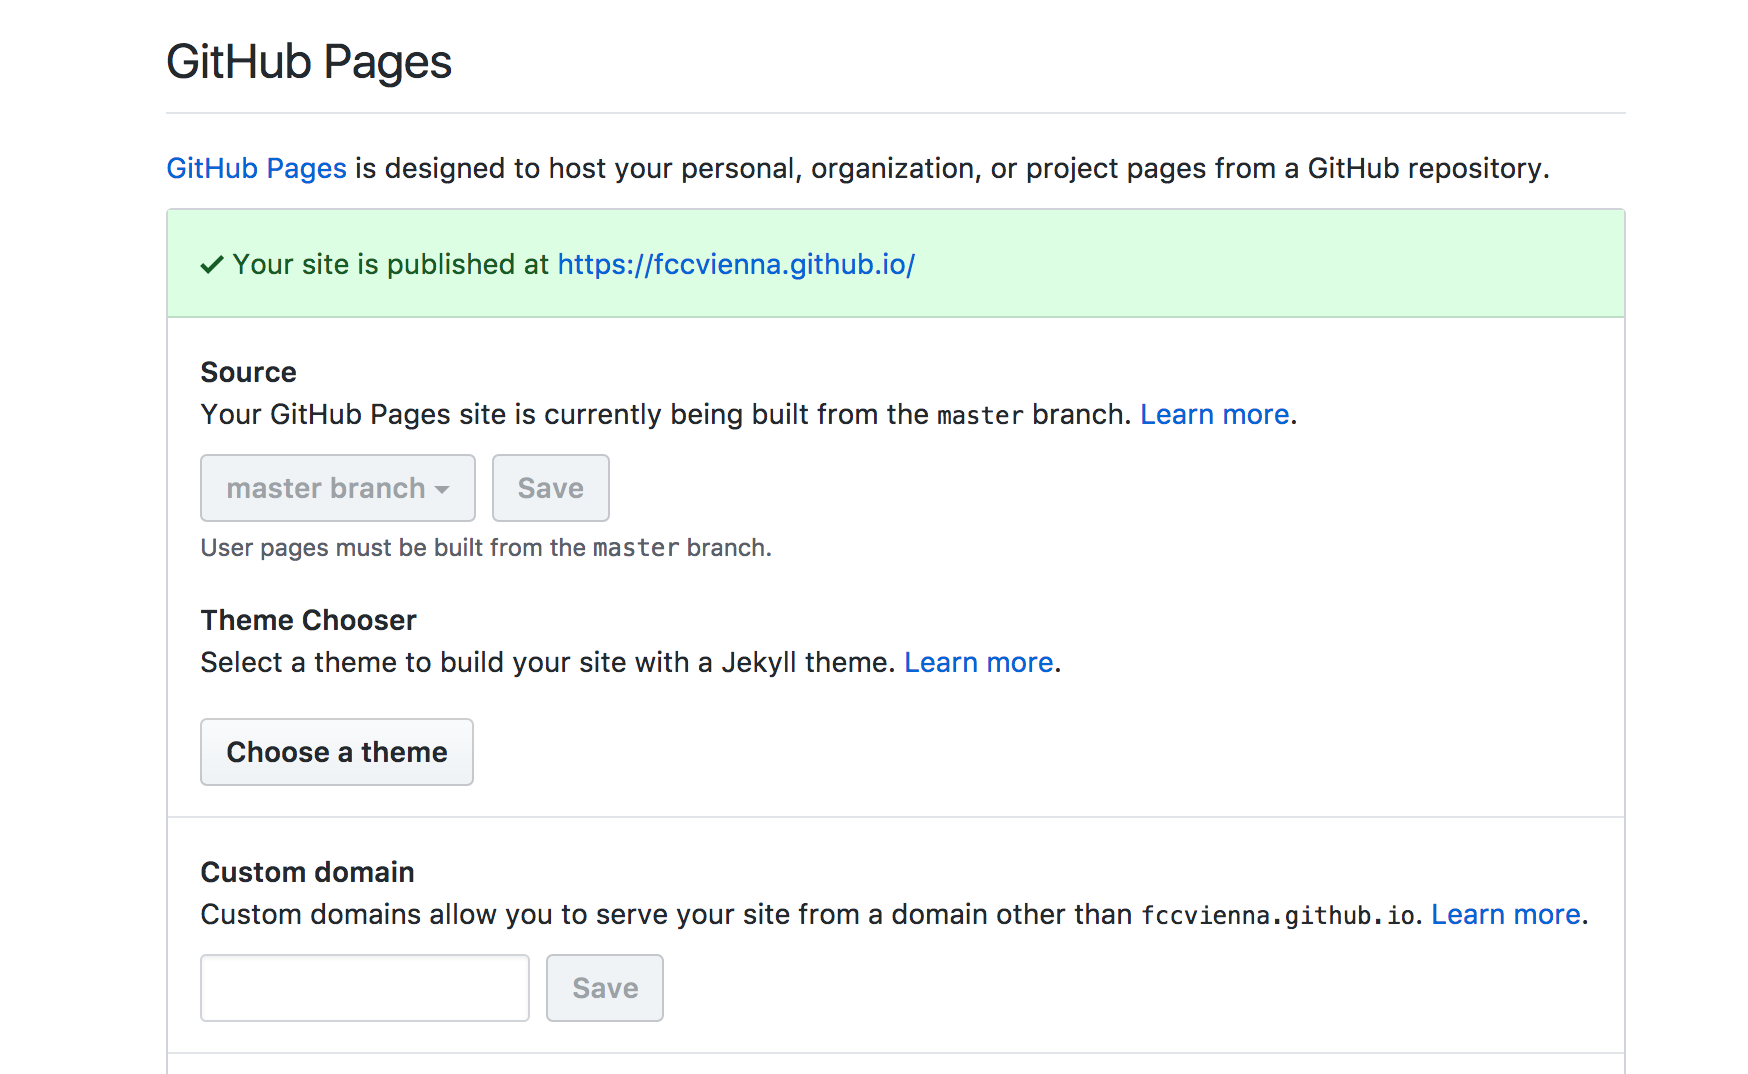 GitHub Pages
GitHub Pages is designed to host your personal, organization, or project pages from a GitHub repository.
Your site is published at https://fccvienna.github.io/
Source
Your GitHub Pages site is currently being built from the master branch. Learn more.
master branch
Save
User pages must be built from the master branch.
Theme Chooser
Select a theme to build your site with a Jekyll theme. Learn more.
Choose a theme
Custom domain
Custom domains allow you to serve your site from a domain other than fccvienna.github.io. Learn more.
Save